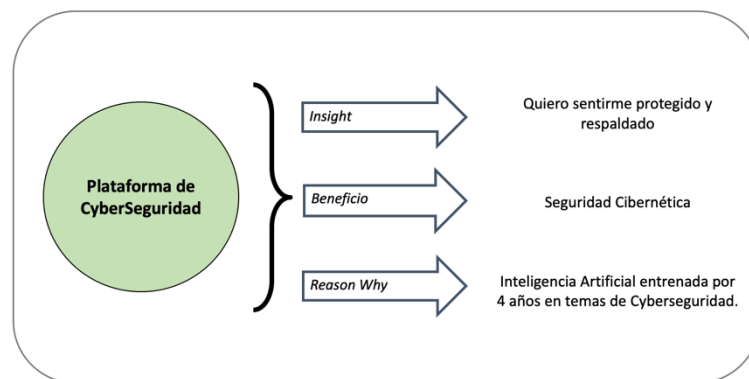 Plataforma de
CyberSeguridad
Insight
Quiero sentirme protegido y
respaldado
Beneficio
Seguridad Cibernética
Reason Why
Inteligencia Artificial entrenada por
4 años en temas de Cyberseguridad.